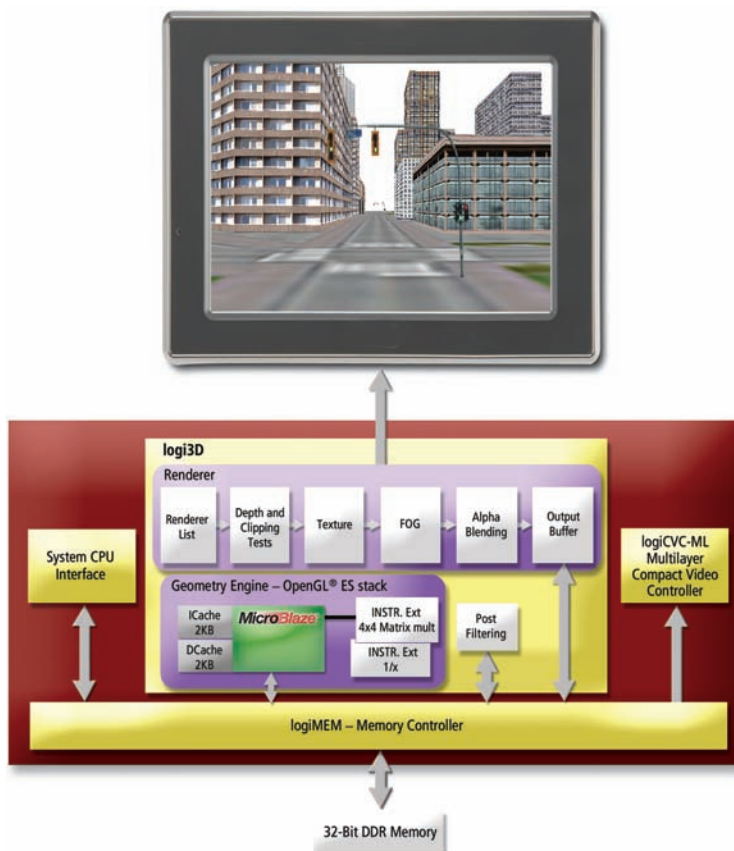 logi3D
Renderer
Renderer
List
Depth and
Clipping
Tests
Texture
FOG
Alpha
Blending
Output
Buffer
System CPU
Interface
logiCVC-ML
Multilayer
Compact Video
Controller
Geometry Engine – OpenGL® ES stack
ICache
2KB
DCache
2KB
MicroBlaze
INSTR. Ext
4x4 Matrix mult
INSTR. Ext
1/x
Post
Filtering
logiMEM – Memory Controller
32-Bit DDR Memory